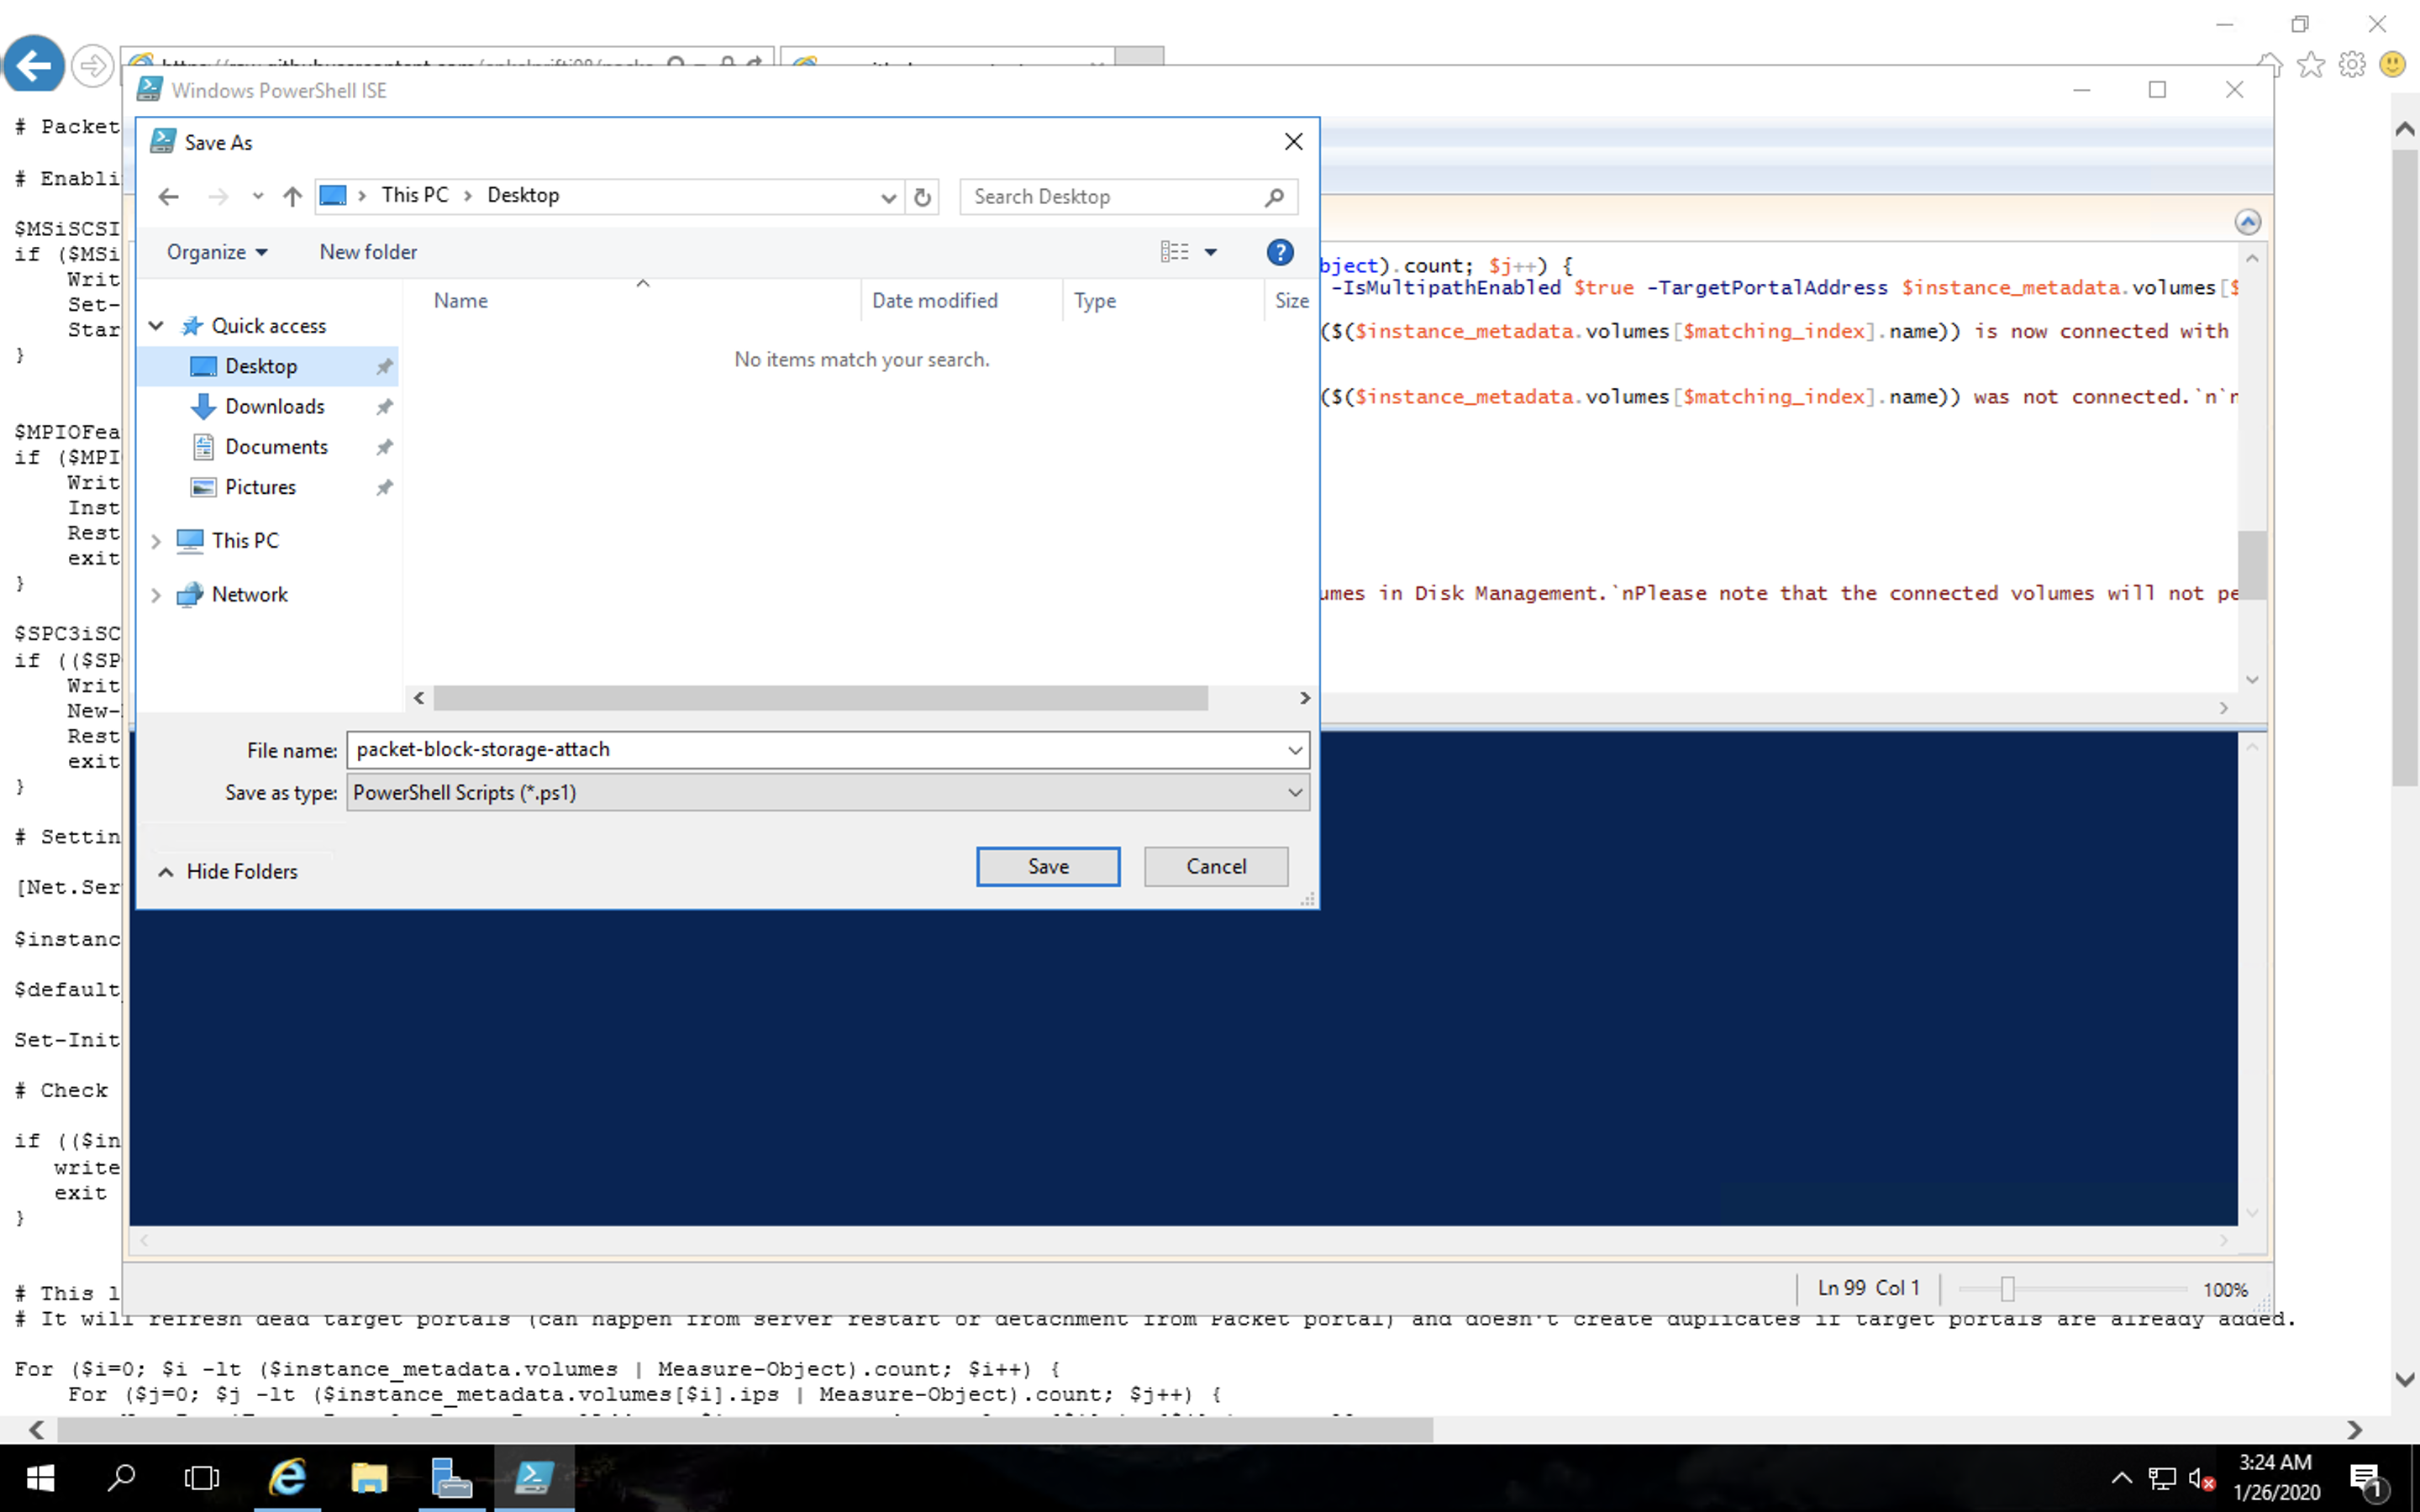 Windows PowerShell ISE
# Packet
Save As
# Enabli
This PC
Desktop
Search Desktop
$MSiSCSI
if ($MSi
Organize
New folder
bject).count; $j++) {
Writ
-IsMultipathEnabled $true -TargetPortalAddress $instance_metadata.volumes[$
Name
Date modified
Type
Size
Set-
Quick access
Star
($($instance_metadata.volumes[$matching_index].name)) is now connected with
}
No items match your search.
Desktop
Downloads
($($instance_metadata.volumes[$matching_index].name)) was not connected.`n`n
$MPIOFea
Documents
if ($MPI
Writ
Pictures
Inst
Rest
This PC
exit
}
Network
umes in Disk Management.`nPlease note that the connected volumes will not pe
$SPC3iSC
if (($SP
Writ
New-
Rest
File name:
packet-block-storage-attach
exit
}
Save as type:
PowerShell Scripts (*.ps1)
# Settin
Save
Cancel
Hide Folders
[Net.Ser
$instanc
$default
Set-Init
# Check
if (($in
write
exit
}
# This l
Ln 99 Col 1
100%
# It will refresh dead target portals (can happen from server restart or detachment from Packet portal) and doesn't create duplicates if target portals are already added.
For ($i=0; $i -lt ($instance_metadata.volumes | Measure-Object).count; $i++) {
For ($j=0; $j -lt ($instance_metadata.volumes[$i].ips | Measure-Object).count; $j++) {
3:24 AM
1/26/2020
1